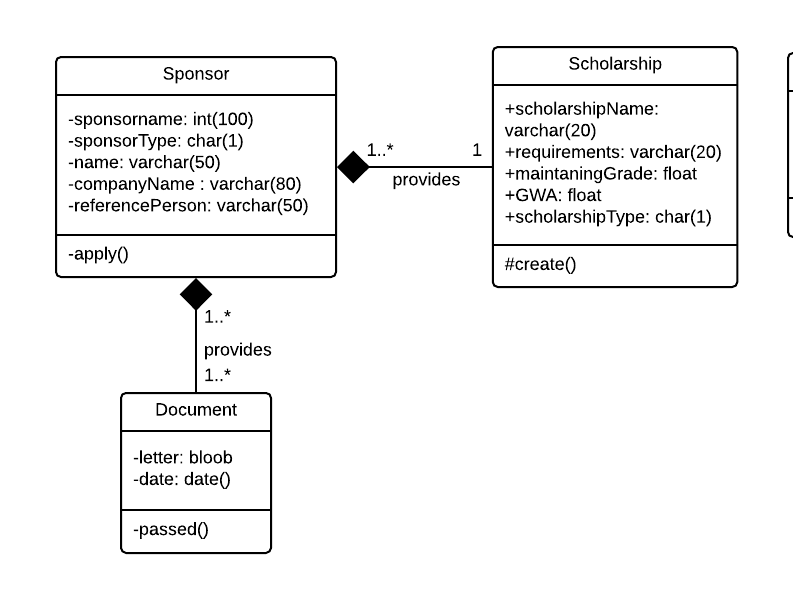 Sponsor
-sponsorname: int(100)
-sponsorType: char(1)
-name: varchar(50)
-companyName : varchar(80)
-referencePerson: varchar(50)
-apply()
1..*
1
provides
Scholarship
+scholarshipName:
varchar(20)
+requirements: varchar(20)
+maintaningGrade: float
+GWA: float
+scholarshipType: char(1)
#create()
1..*
provides
1..*
Document
-letter: bloob
-date: date()
-passed()